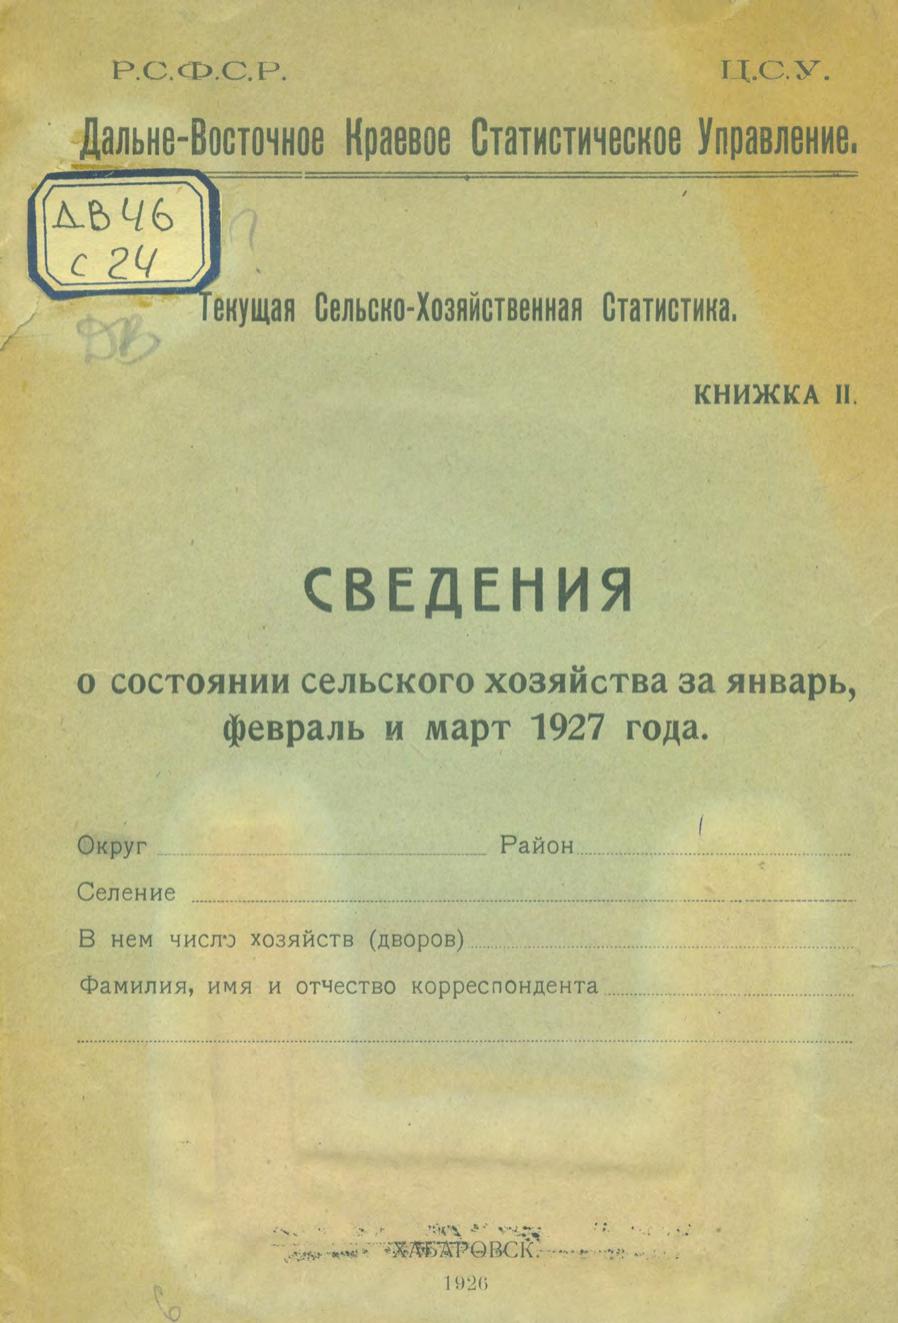 Р.С.Ф.С.Р. Ц.С.У.
Дальне-Восточное Краевое Статистическое Управление.
ДВ 46
с 24
Текущая Сельско-Хозяйственная Статистика.
ДВ
КНИЖКА II.
СВЕДЕНИЯ
о состоянии сельского хозяйства за январь,
февраль и март 1927 года.
Округ Район
Селение
В нем число хозяйств (дворов)
Фамилия, имя и отчество корреспондента
ХАБАРОВСК.
1926